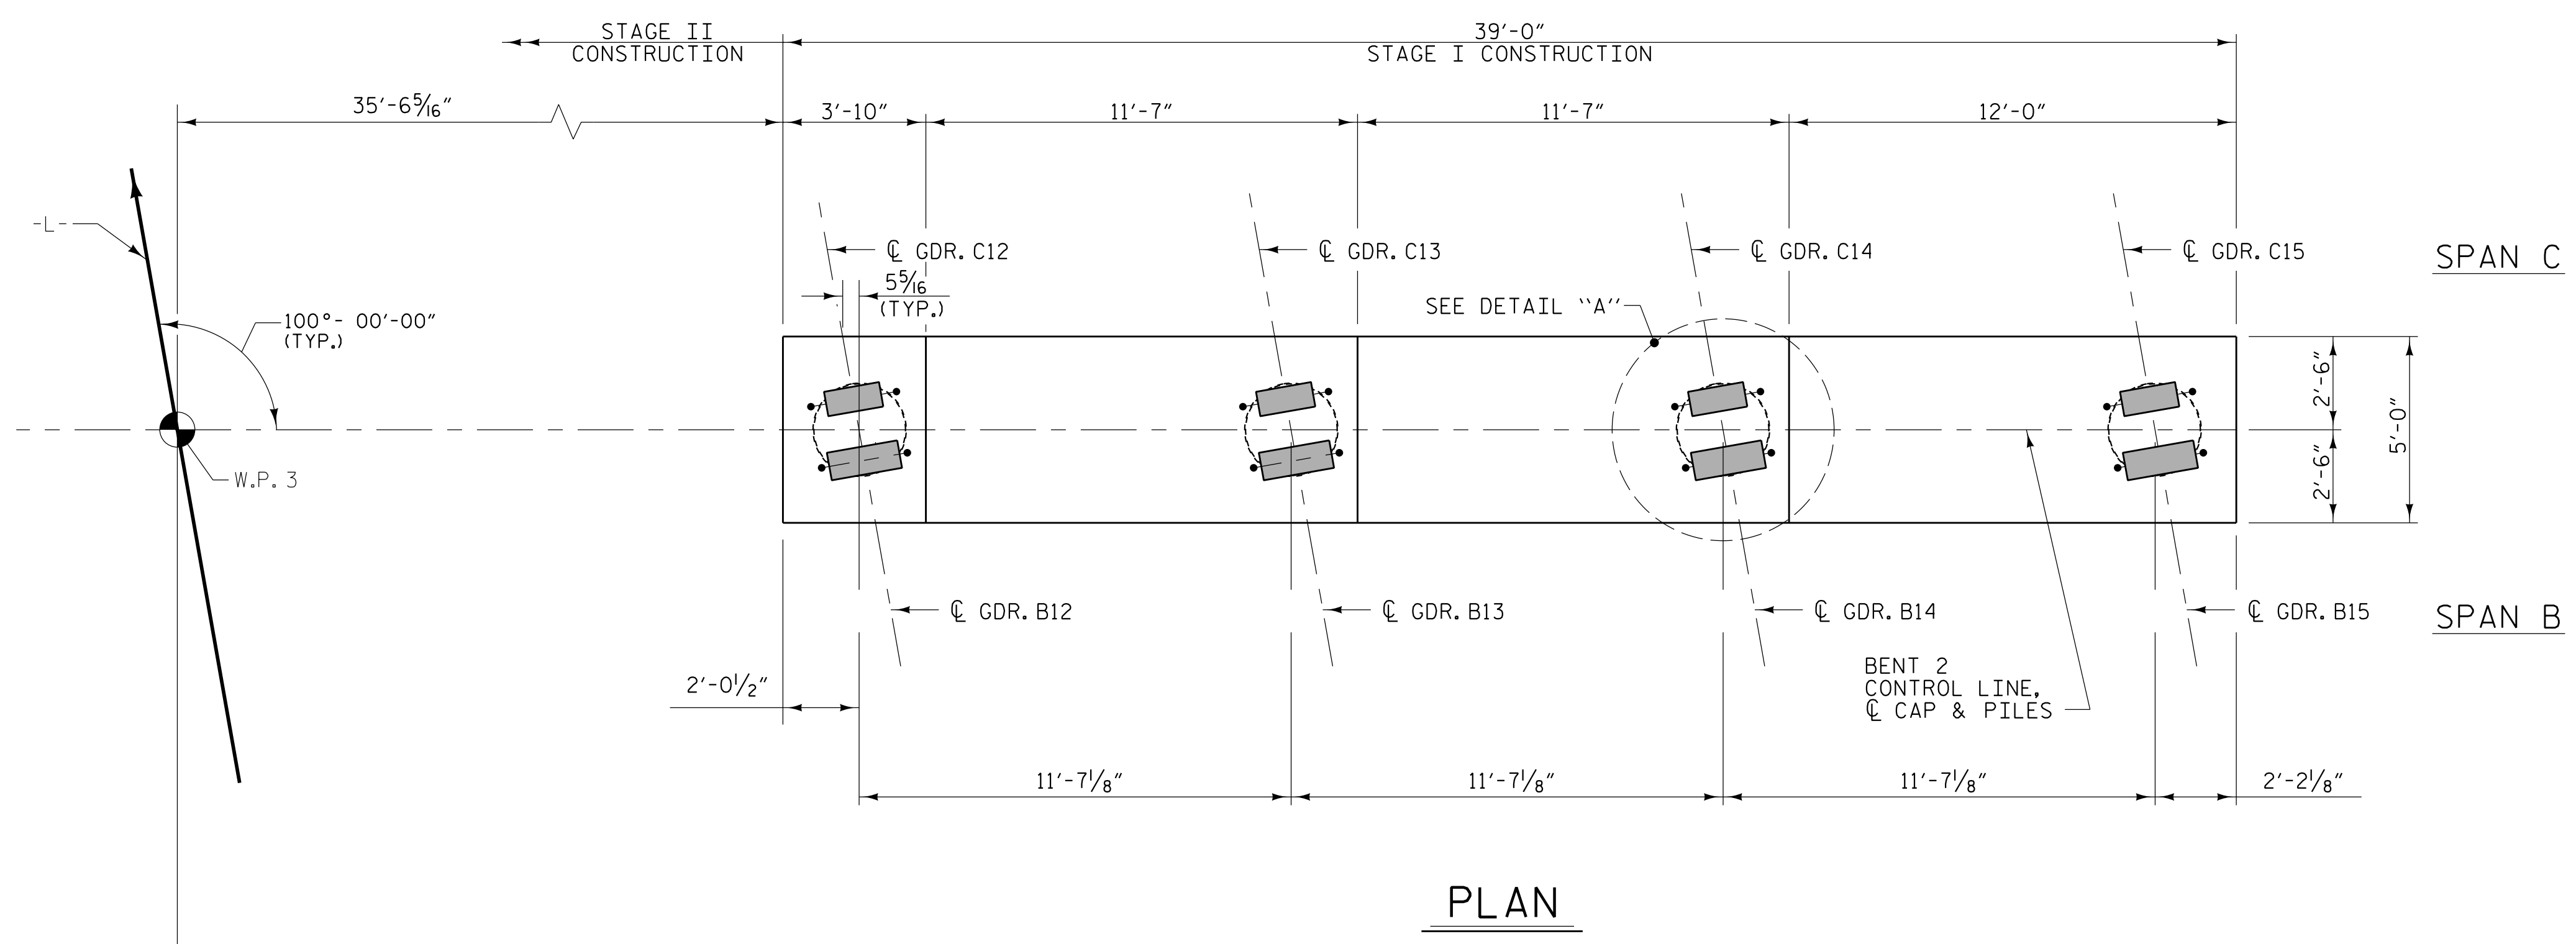 STAGE II
CONSTRUCTION
39'-0"
STAGE I CONSTRUCTION
35'-6 5/16"
3'-10"
11'-7"
11'-7"
12'-0"
-L-
℄ GDR. C12
℄ GDR. C13
℄ GDR. C14
℄ GDR. C15
SPAN C
5 5/16
(TYP.)
SEE DETAIL "A"
100°- 00'-00"
(TYP.)
2'-6"
2'-6"
5'-0"
W.P. 3
℄ GDR. B12
℄ GDR. B13
℄ GDR. B14
℄ GDR. B15
SPAN B
BENT 2
CONTROL LINE,
℄ CAP & PILES
2'-0 1/2"
11'-7 1/8"
11'-7 1/8"
11'-7 1/8"
2'-2 1/8"
PLAN